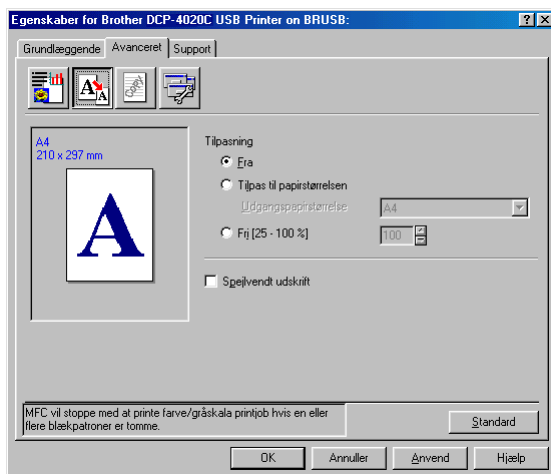 Egenskaber for Brother DCP-4020C USB Printer on BRUSB:
Grundlæggende Avanceret Support
A4
210 x 297 mm
A
Tilpasning
Fra
Tilpas til papirstørrelsen
Udgangspapirstørrelse A4
Fri [25 - 100 %] 100
Spejlvendt udskrift
MFC vil stoppe med at printe farve/gråskala printjob hvis en eller
flere blækpatroner er tomme.
Standard
OK Annuller Anvend Hjælp